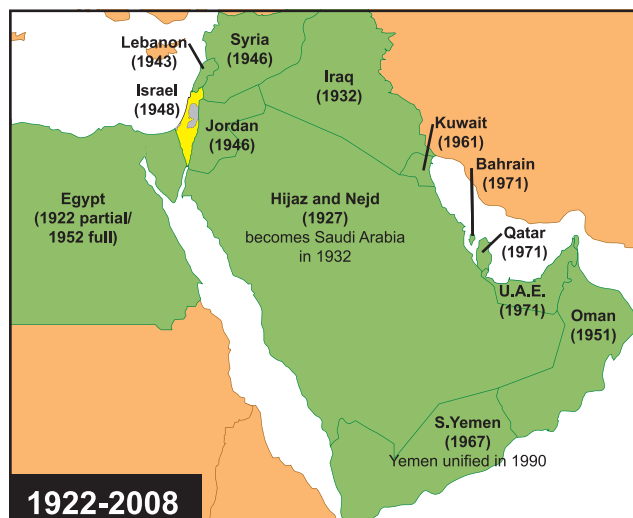 Lebanon
(1943)
Syria
(1946)
Iraq
(1932)
Israel
(1948)
Jordan
(1946)
Kuwait
(1961)
Bahrain
(1971)
Egypt
(1922 partial/
1952 full)
Hijaz and Nejd
(1927)
becomes Saudi Arabia
in 1932
Qatar
(1971)
U.A.E.
(1971)
Oman
(1951)
S.Yemen
(1967)
Yemen unified in 1990
1922-2008